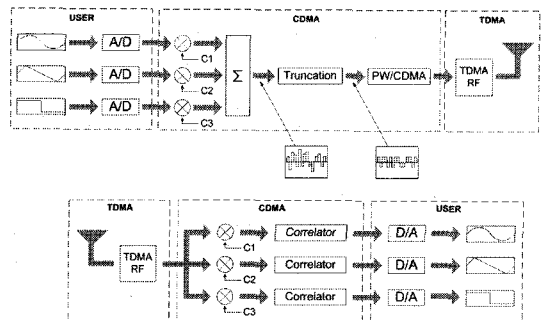 USER
CDMA
TDMA
A/D
C1
A/D
C2
A/D
C3
Σ
Truncation
PW/CDMA
TDMA
RF
TDMA
CDMA
USER
TDMA
RF
C1
Correlator
D/A
C2
Correlator
D/A
C3
Correlator
D/A